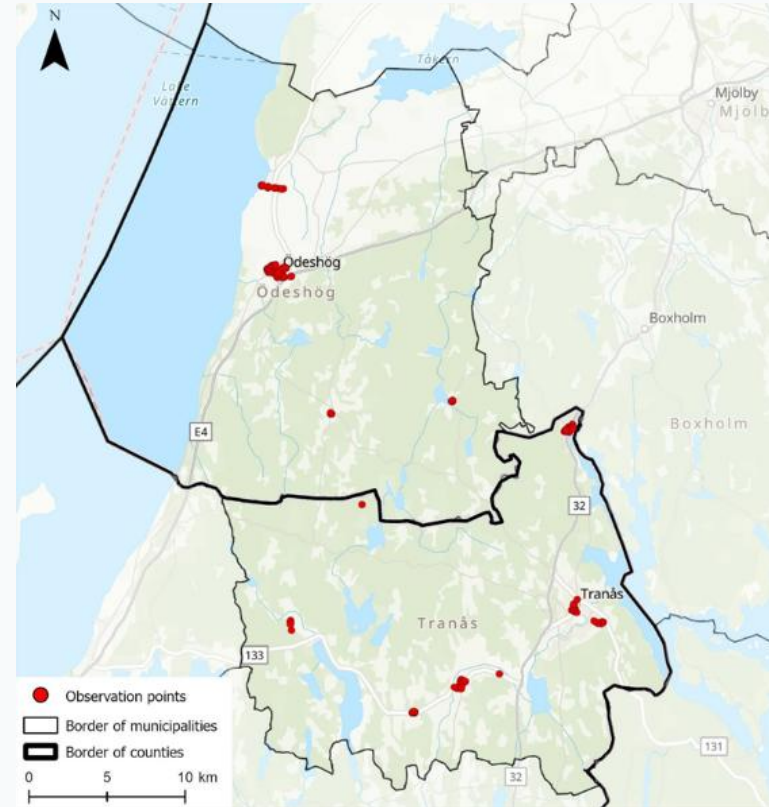 N
Tåkern
Lake
Vättern
Mjölby
Mjölb
Ödeshög
Ödeshög
Boxholm
E4
Boxholm
32
Tranås
Tranås
133
Observation points
Border of municipalities
Border of counties
0 5 10 km
131
32